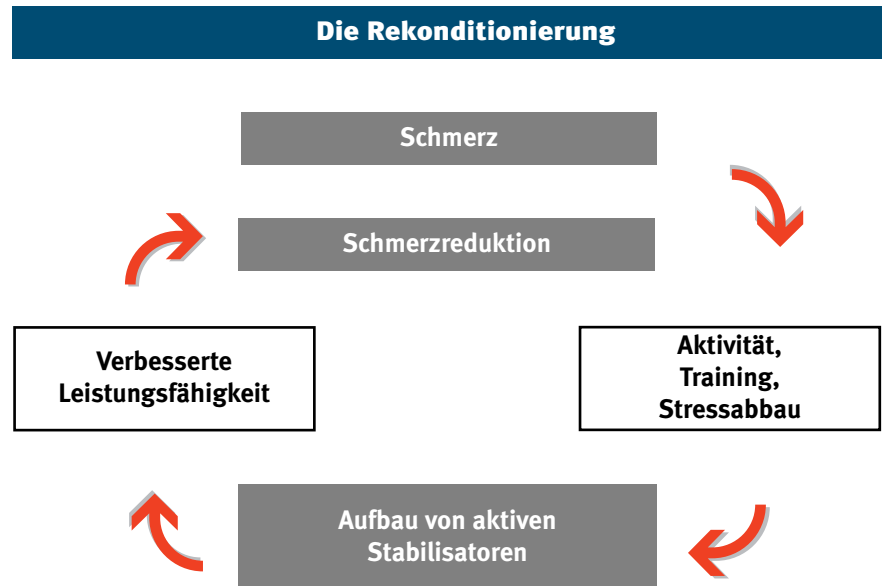 Die Rekonditionierung
Schmerz
Schmerzreduktion
Verbesserte
Leistungsfähigkeit
Aktivität,
Training,
Stressabbau
Aufbau von aktiven
Stabilisatoren